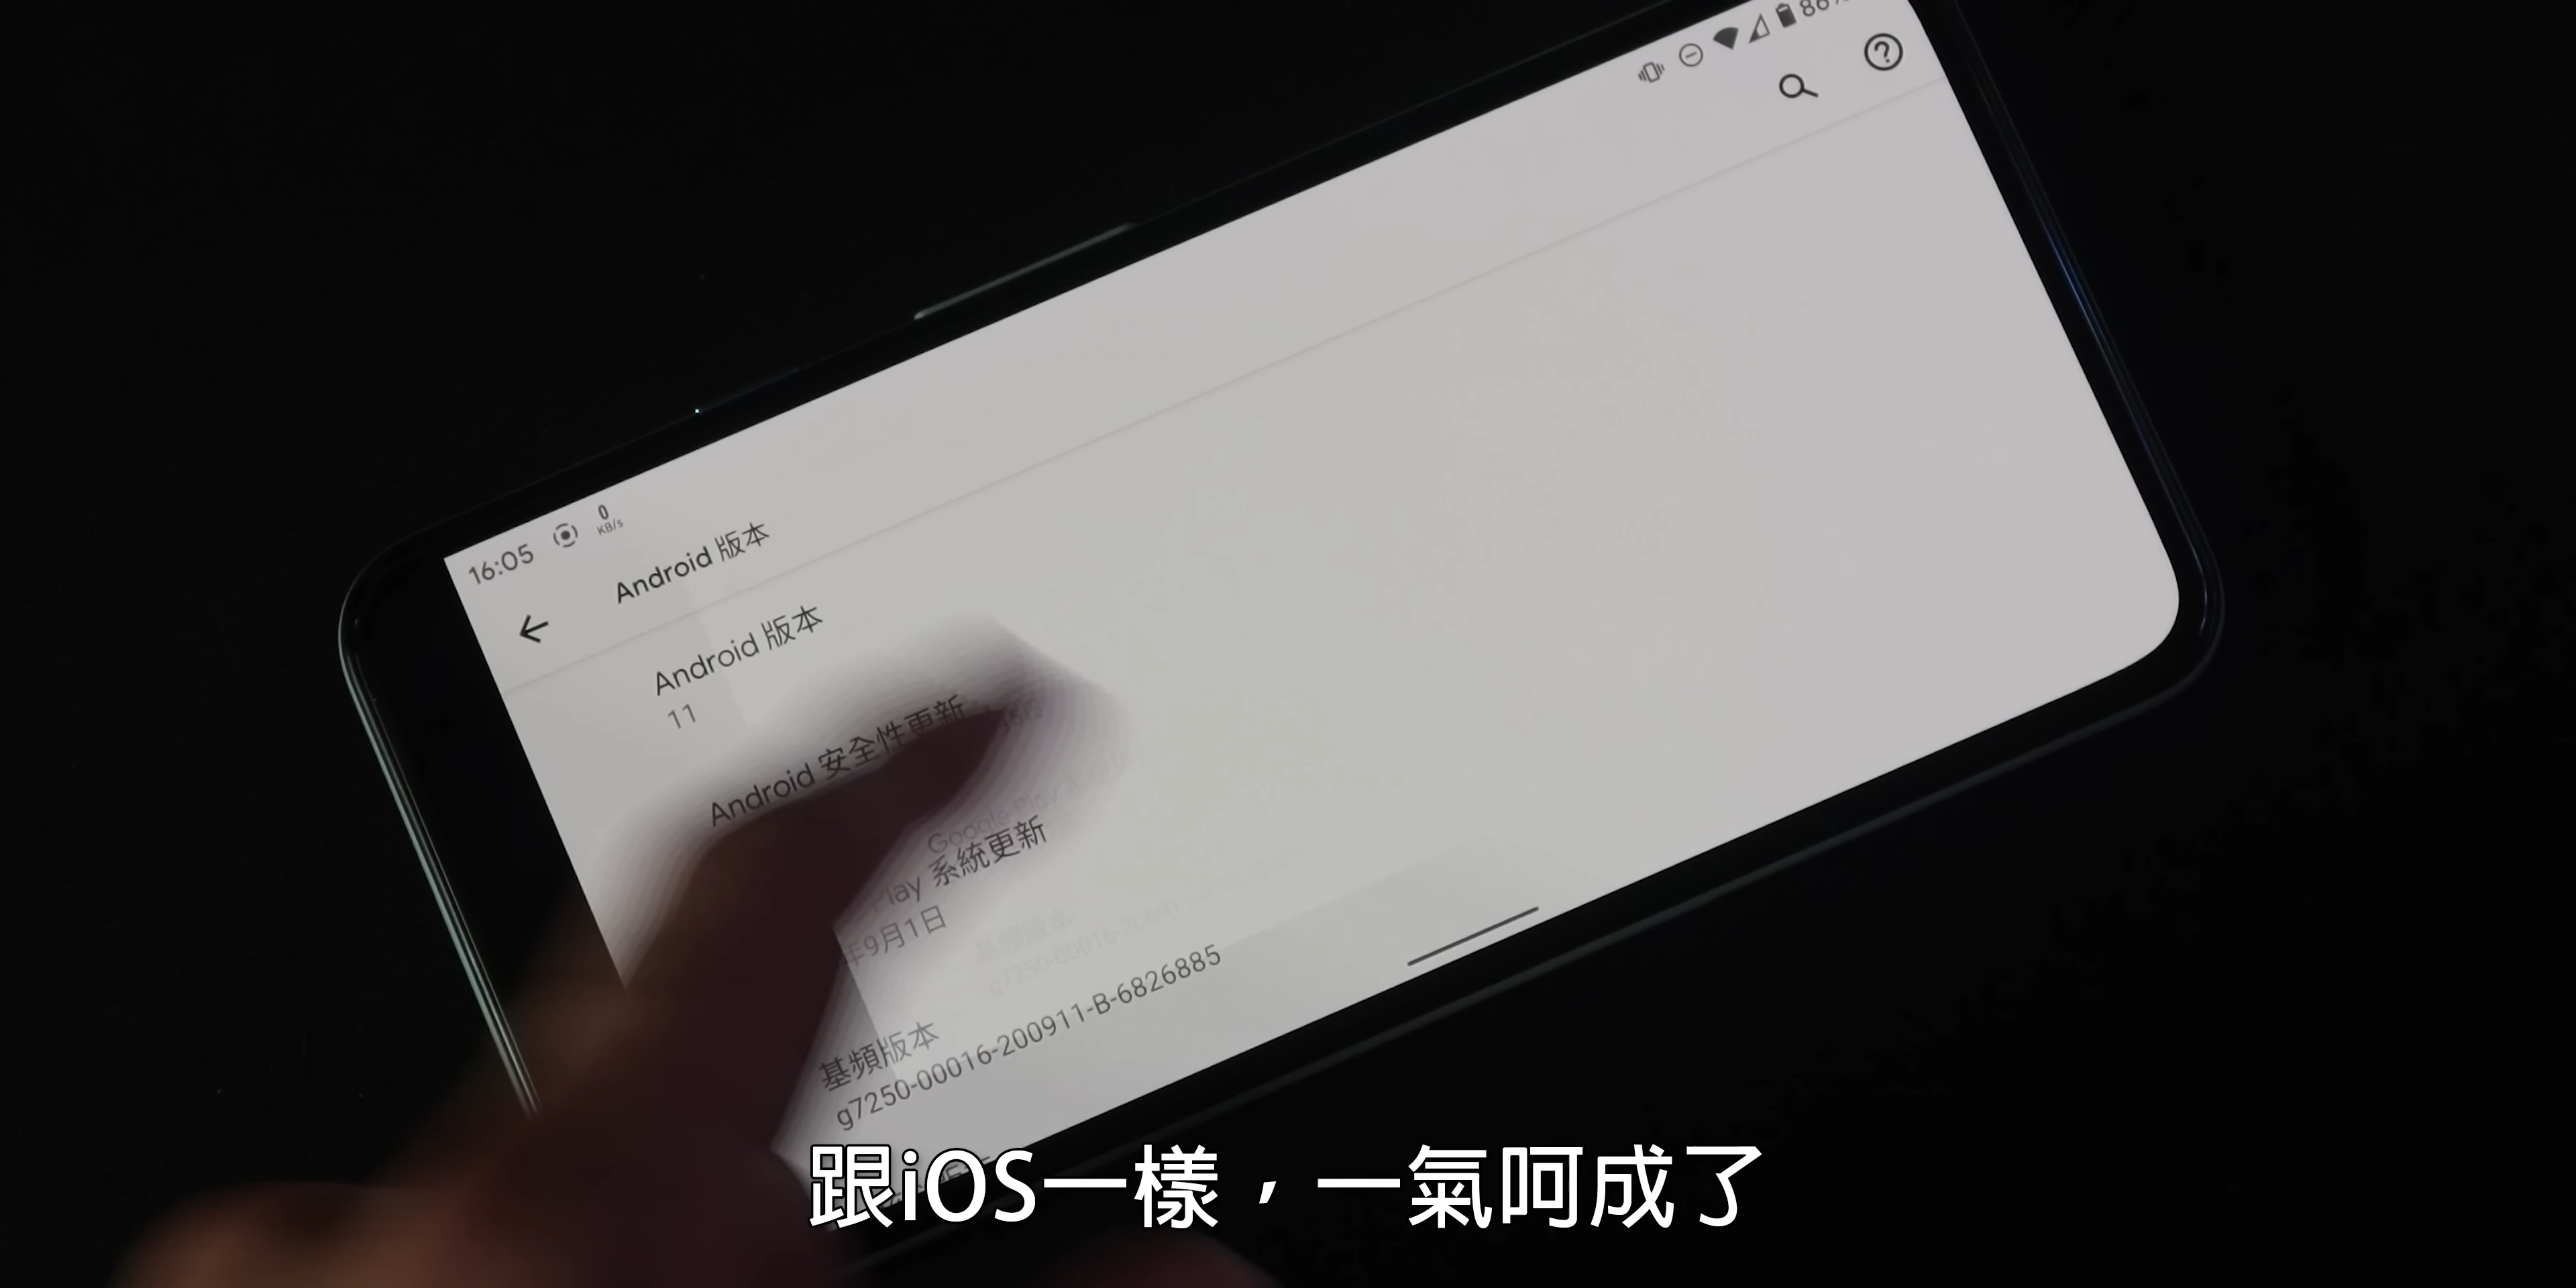 16:05
0
KB/s
86%
Android 版本
Android 版本
11
Android 安全性更新
Play 系統更新
年9月1日
基頻版本
g7250-00016-200911-B-6826885
跟iOS一樣，一氣呵成了